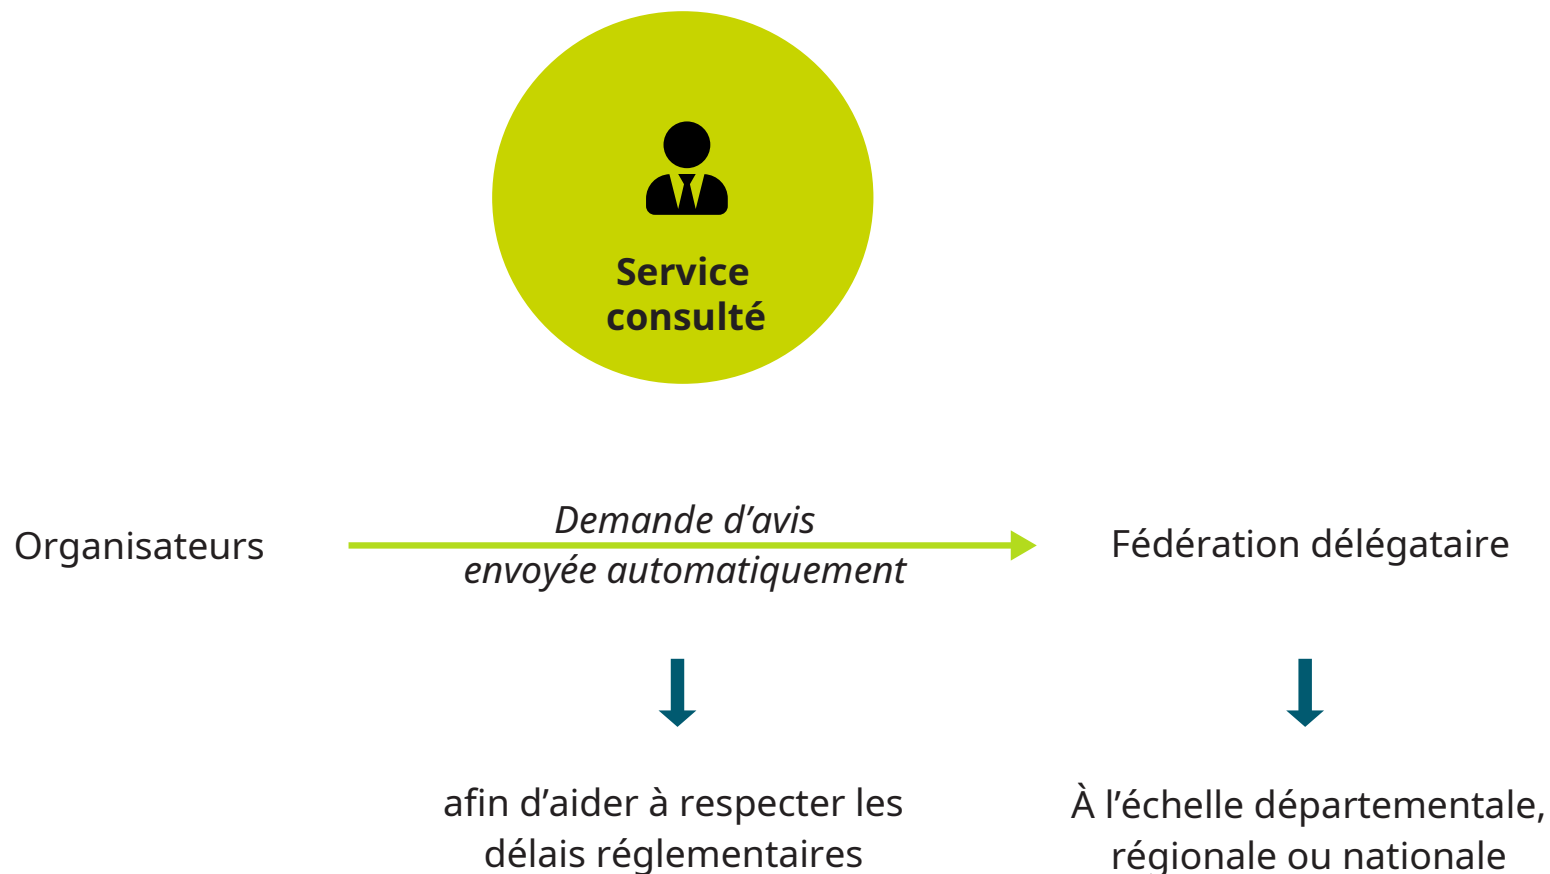 Service
consulté
Organisateurs
Demande d’avis
envoyée automatiquement
Fédération délégataire
afin d’aider à respecter les
délais réglementaires
À l’échelle départementale,
régionale ou nationale